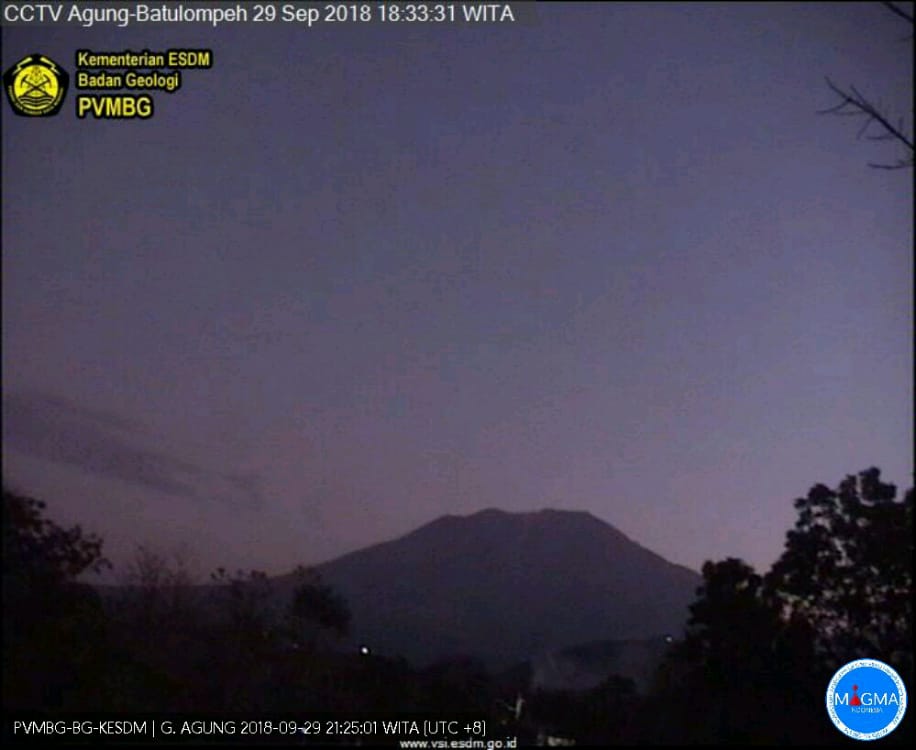 CCTV Agung-Batulompeh 29 Sep 2018 18:33:31 WITA
Kementerian ESDM
Badan Geologi
PVMBG
MAGMA
INDONESIA
PVMBG-BG-KESDM | G. AGUNG 2018-09-29 21:25:01 WITA [UTC +8]
www.vsi.esdm.go.id